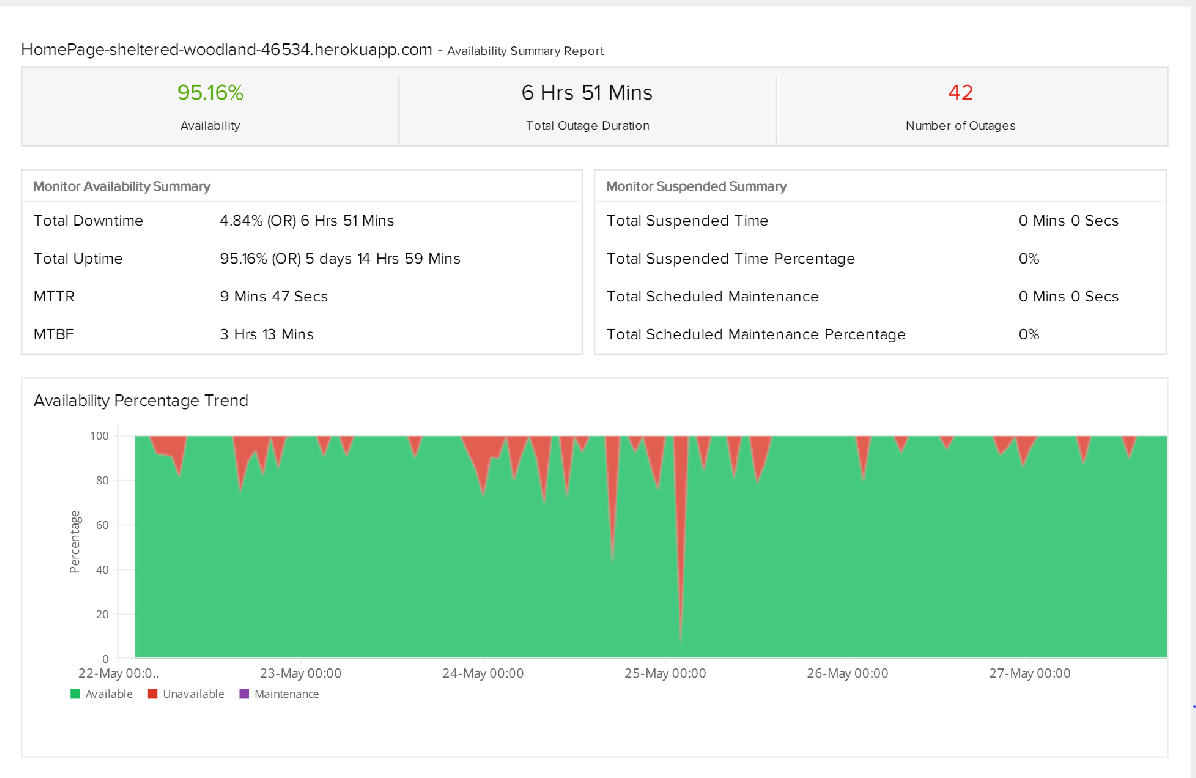 HomePage-sheltered-woodland-46534.herokuapp.com - Availability Summary Report
95.16%
Availability
6 Hrs 51 Mins
Total Outage Duration
42
Number of Outages
Monitor Availability Summary
Total Downtime 4.84% (OR) 6 Hrs 51 Mins
Total Uptime 95.16% (OR) 5 days 14 Hrs 59 Mins
MTTR 9 Mins 47 Secs
MTBF 3 Hrs 13 Mins
Monitor Suspended Summary
Total Suspended Time 0 Mins 0 Secs
Total Suspended Time Percentage 0%
Total Scheduled Maintenance 0 Mins 0 Secs
Total Scheduled Maintenance Percentage 0%
Availability Percentage Trend
Percentage
100
80
60
40
20
0
22-May 00:0.. 23-May 00:00 24-May 00:00 25-May 00:00 26-May 00:00 27-May 00:00
Available Unavailable Maintenance